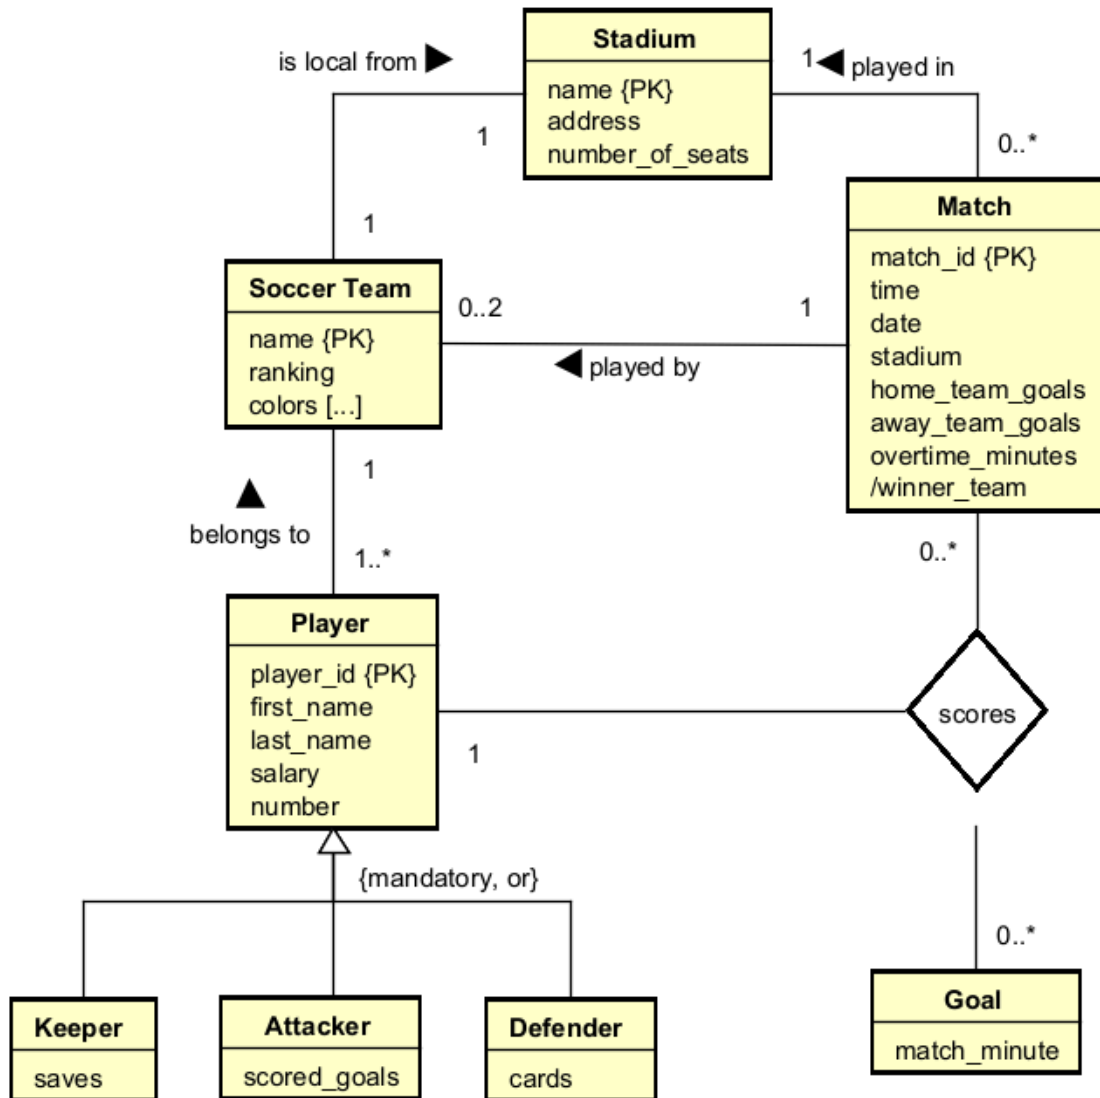 Stadium
name {PK}
address
number_of_seats
is local from
1
1
1
played in
0..*
Match
match_id {PK}
time
date
stadium
home_team_goals
away_team_goals
overtime_minutes
/winner_team
Soccer Team
name {PK}
ranking
colors [...]
0..2
1
played by
1
belongs to
1..*
0..*
Player
player_id {PK}
first_name
last_name
salary
number
1
scores
{mandatory, or}
0..*
Keeper
saves
Attacker
scored_goals
Defender
cards
Goal
match_minute